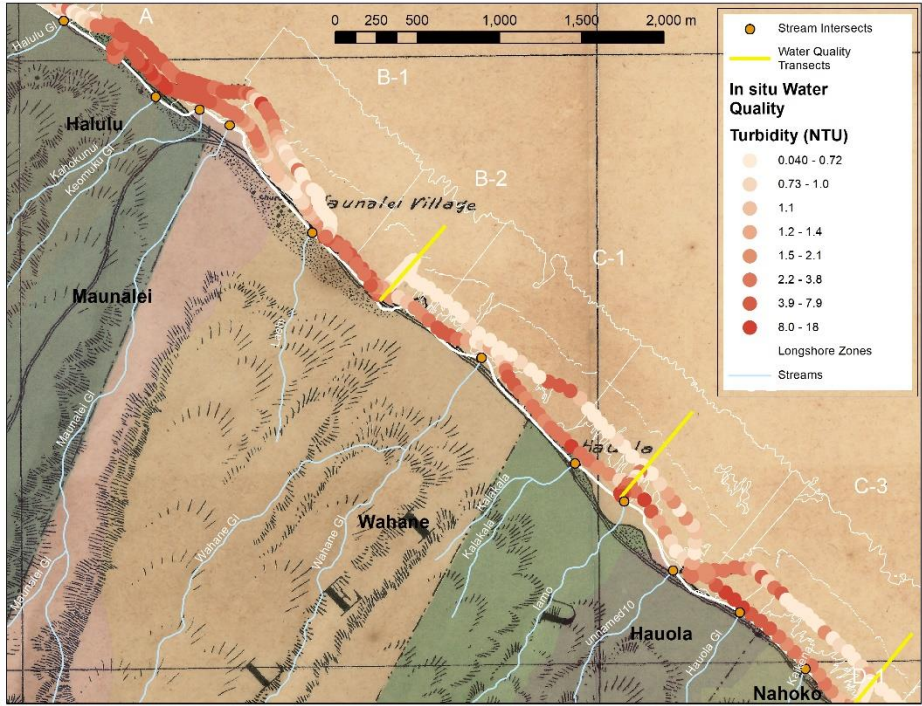 A
0 250 500 1,000 1,500 2,000 m
Stream Intersects
Water Quality
Transects
In situ Water
Quality
Turbidity (NTU)
0.040 - 0.72
0.73 - 1.0
1.1
1.2 - 1.4
1.5 - 2.1
2.2 - 3.8
3.9 - 7.9
8.0 - 18
Longshore Zones
Streams
Halulu Gl
B-1
Halulu
Kahokunui
Keomuku Gl
B-2
aunalei Village
C-1
Maunalei
Maunalei Gl
Wahane Gl
Wahane
Wahane Gl
Kalakala
Kalakala
C-3
Maunalei Gl
unnamed10
Hauola
Hauola Gl
Nahoko
D-1
L E I